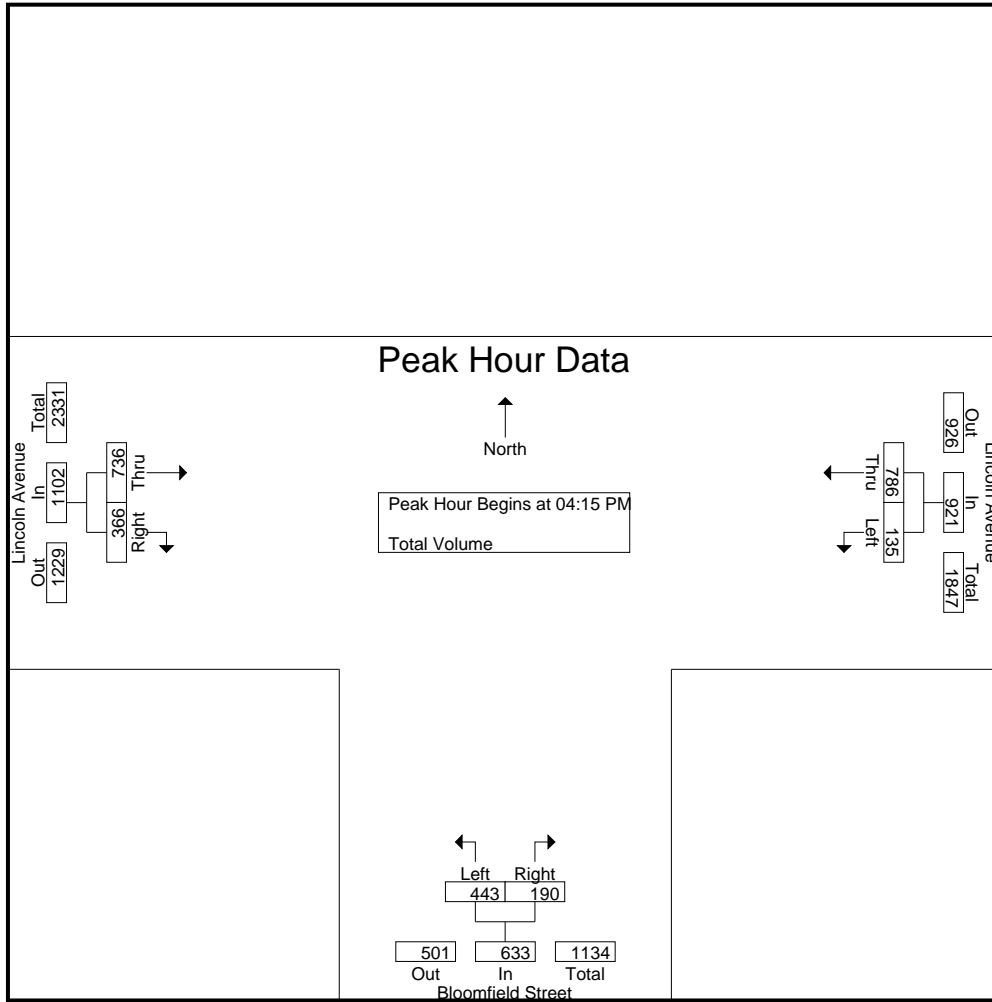 Peak Hour Data
North
Peak Hour Begins at 04:15 PM
Total Volume
Lincoln Avenue
Total
2331
In
1102
Out
1229
736
Thru
366
Right
Lincoln Avenue
Out
926
In
921
Total
1847
786
Thru
135
Left
Left Right
443 190
501 633 1134
Out In Total
Bloomfield Street